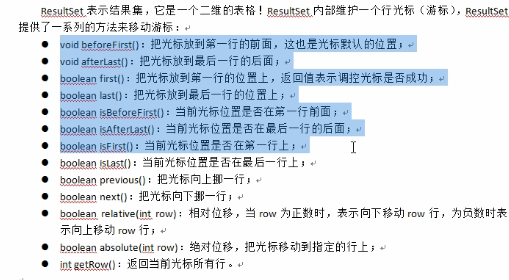 ResultSet 表示结果集，它是一个二维的表格！ResultSet 内部维护一个行光标（游标），ResultSet
提供了一系列的方法来移动游标：
● void beforeFirst()：把光标放到第一行的前面，这也是光标默认的位置；
● void afterLast()：把光标放到最后一行的后面；
● boolean first()：把光标放到第一行的位置上，返回值表示调控光标是否成功；
● boolean last()：把光标放到最后一行的位置上；
● boolean isBeforeFirst()：当前光标位置是否在第一行前面；
● boolean isAfterLast()：当前光标位置是否在最后一行的后面；
● boolean isFirst()：当前光标位置是否在第一行上；
● boolean isLast()：当前光标位置是否在最后一行上；
● boolean previous()：把光标向上挪一行；
● boolean next()：把光标向下挪一行；
● boolean relative(int row)：相对位移，当 row 为正数时，表示向下移动 row 行，为负数时表
示向上移动 row 行；
● boolean absolute(int row)：绝对位移，把光标移动到指定的行上；
● int getRow()：返回当前光标所有行。